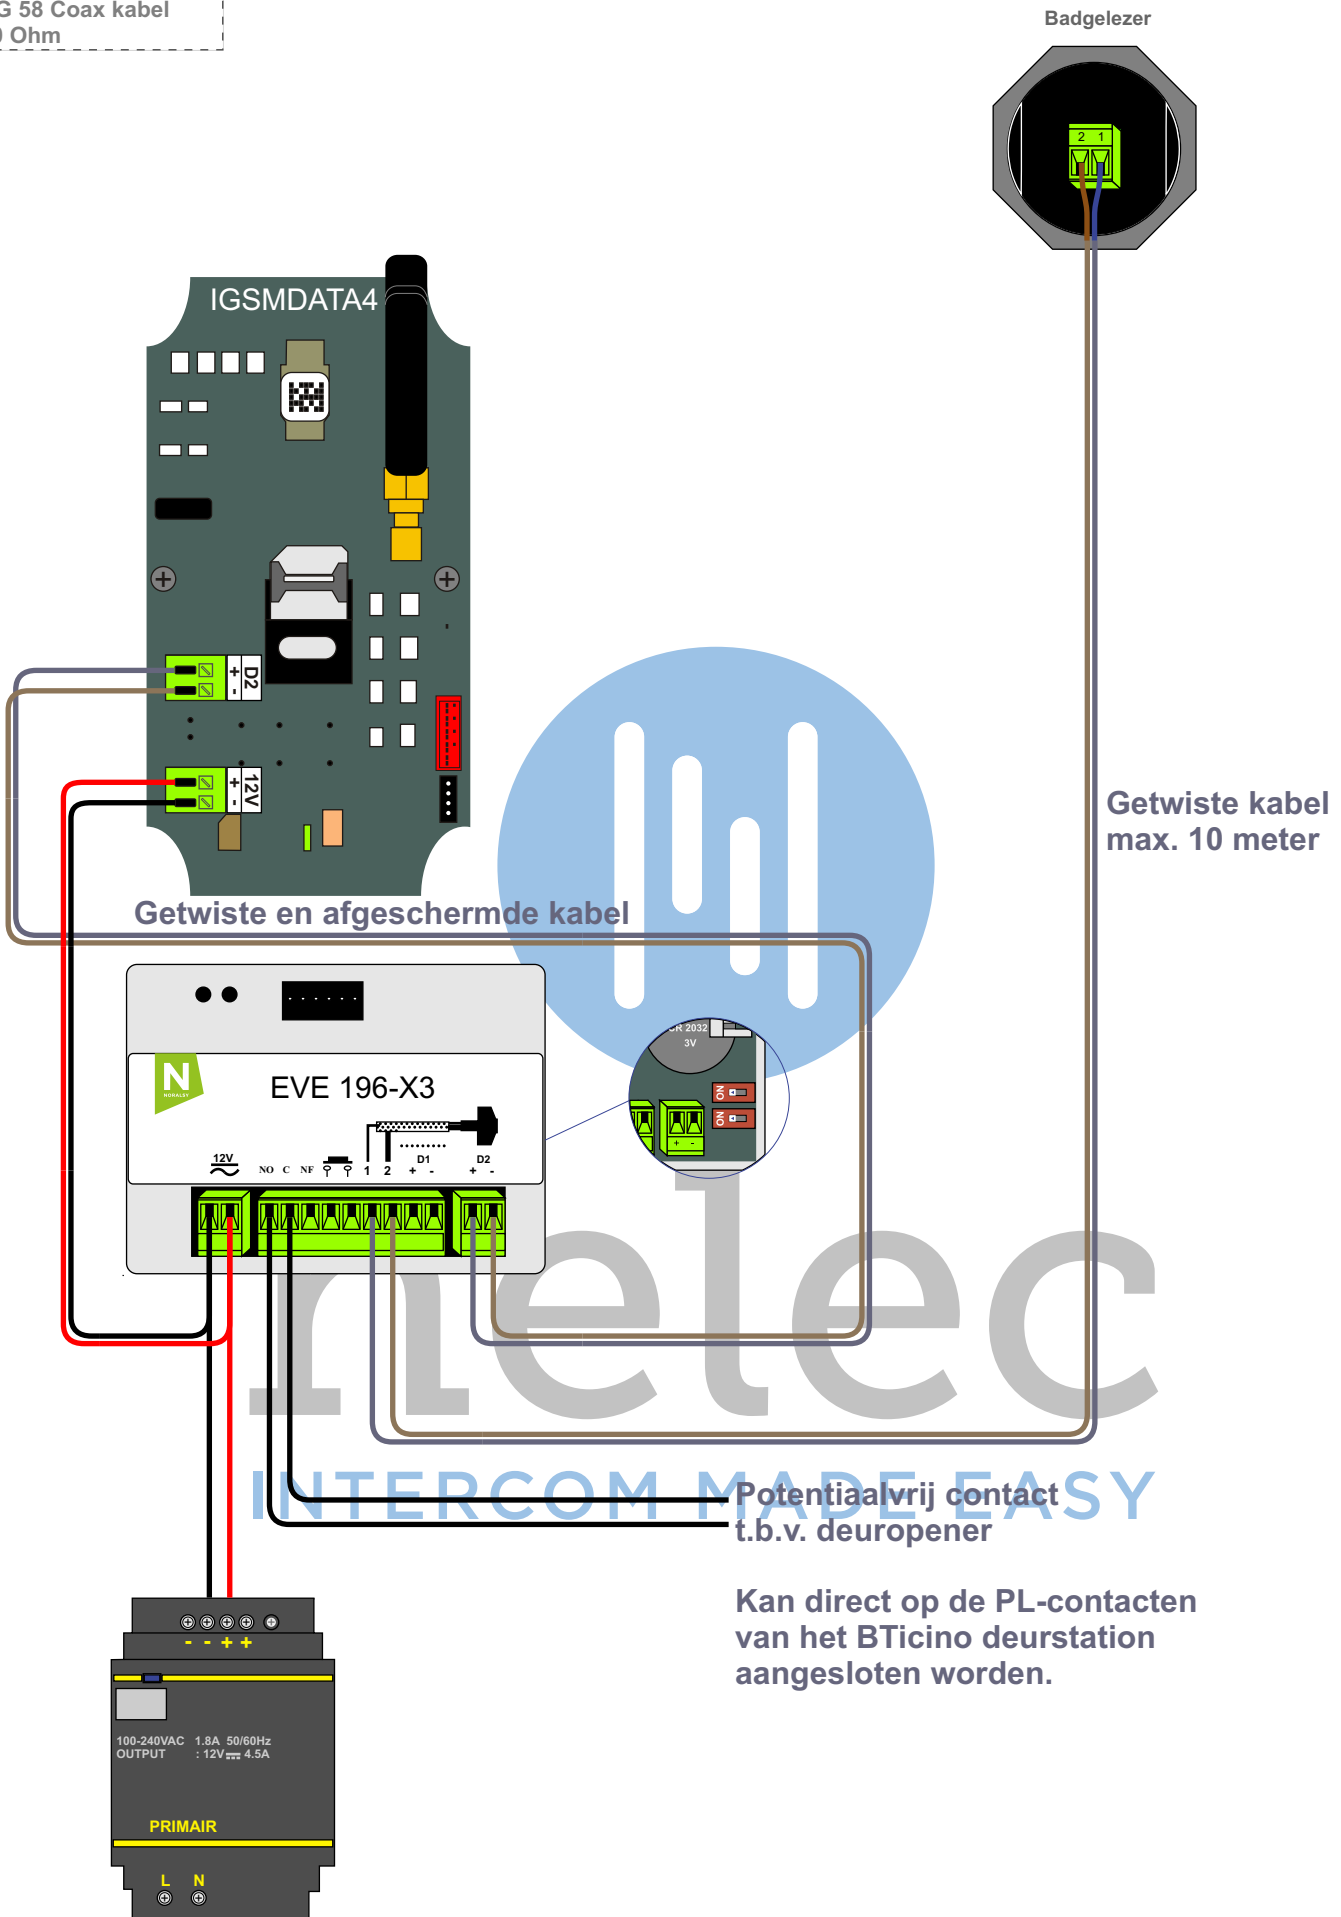 G 58 Coax kabel
Ohm
Badgelezer
2 1
IGSMDATA4
+ -
D2
+ -
12V
Getwiste kabel
max. 10 meter
Getwiste en afgeschermde kabel
CR 2032
3V
ON
ON
+ -
N
NORALSY
EVE 196-X3
12V
NO C NF 1 2
D1
+ -
D2
+ -
nelec
INTERCOM MADE EASY
Potentiaalvrij contact
t.b.v. deuropener
Kan direct op de PL-contacten
van het BTicino deurstation
aangesloten worden.
- - + +
100-240VAC 1.8A 50/60Hz
OUTPUT : 12V 4.5A
PRIMAIR
L N